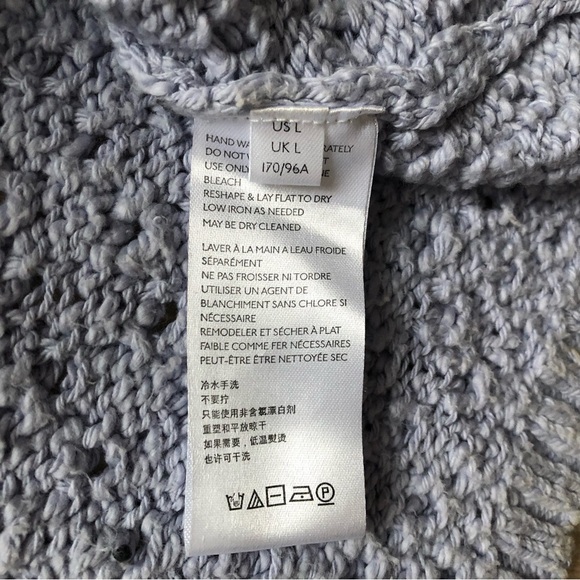 US L
UK L
170/96A
HAND
DO NOT
USE ONLY
BLEACH
RESHAPE & LAY FLAT TO DRY
LOW IRON AS NEEDED
MAY BE DRY CLEANED
LAVER À LA MAIN A LEAU FROIDE
SÉPARÉMENT
NE PAS FROISSER NI TORDRE
UTILISER UN AGENT DE
BLANCHIMENT SANS CHLORE SI
NÉCESSAIRE
REMODELER ET SÉCHER À PLAT
FAIBLE COMME FER NÉCESSAIRES
PEUT-ÊTRE ÊTRE NETTOYÉE SEC
冷水手洗
不要拧
只能使用非含氯漂白剂
重塑和平放晾干
如果需要，低温熨烫
也许可干洗
P